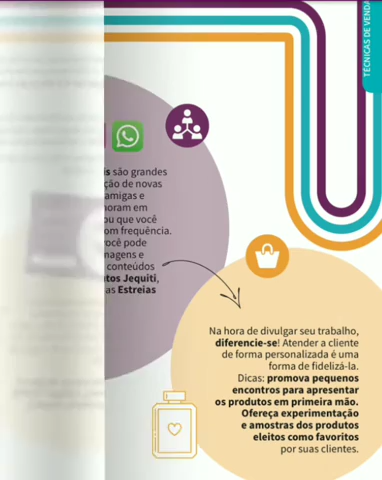 TÉCNICAS DE VENDA
is são grandes
ção de novas
amigas e
moram em
ou que você
om frequência.
você pode
nagens e
conteúdos
tos Jequiti,
as Estreias
Na hora de divulgar seu trabalho,
diferencie-se! Atender a cliente
de forma personalizada é uma
forma de fidelizá-la.
Dicas: promova pequenos
encontros para apresentar
os produtos em primeira mão.
Ofereça experimentação
e amostras dos produtos
eleitos como favoritos
por suas clientes.